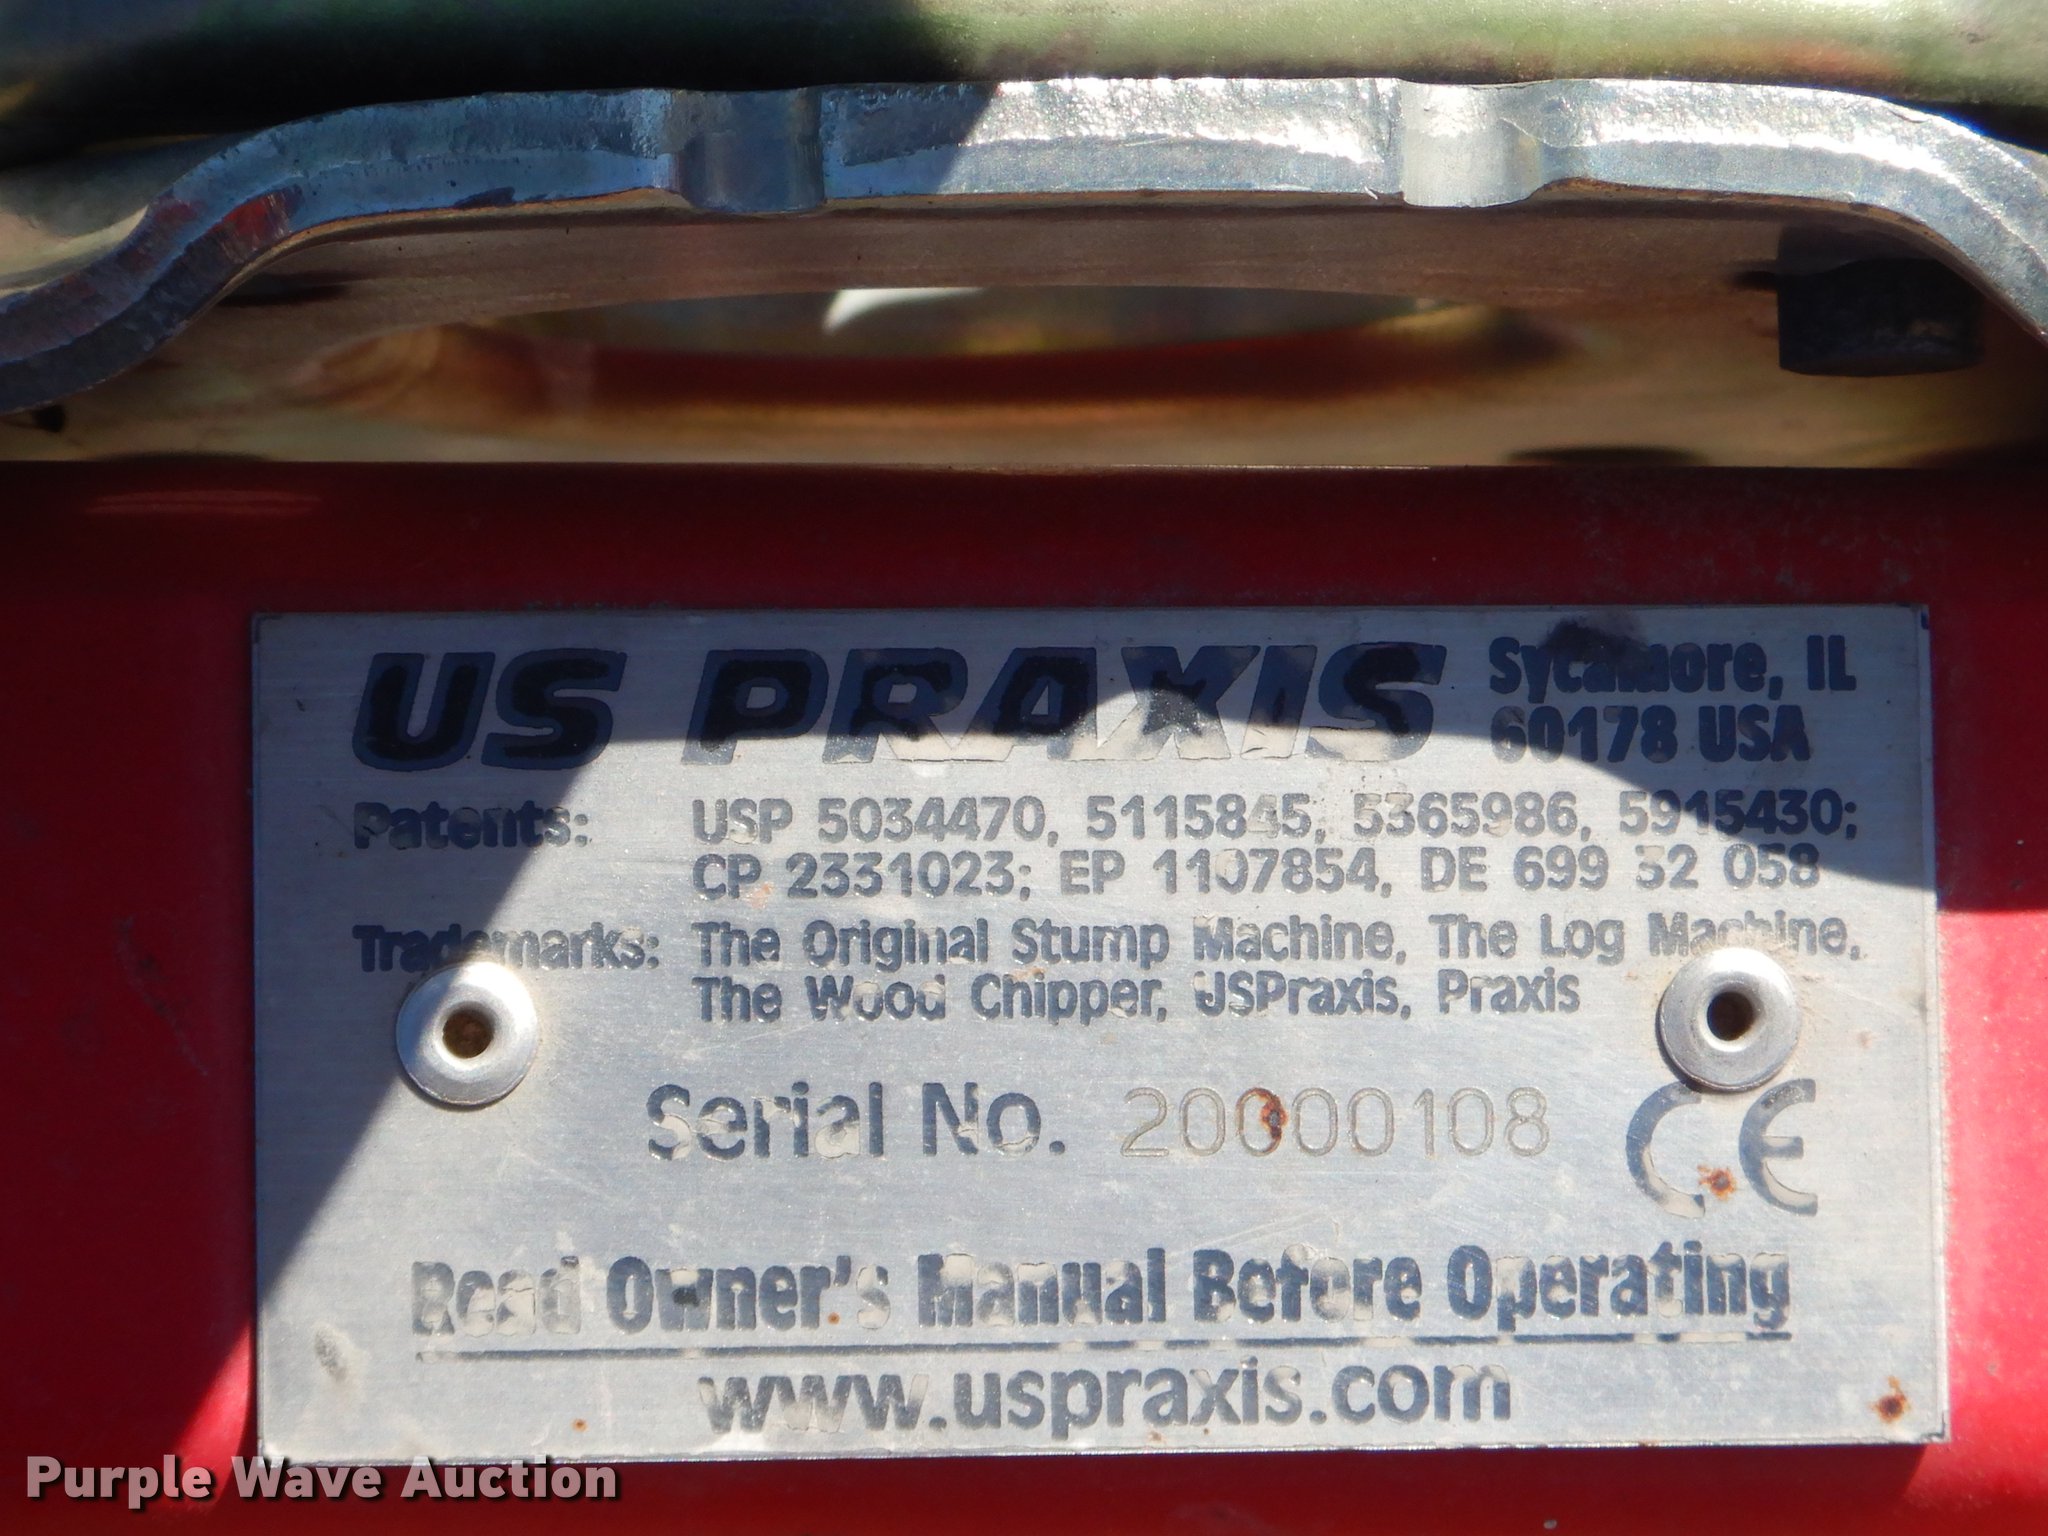 US PRAXIS Sycamore, IL
60178 USA
Patents: USP 5034470, 5115845, 5365986, 5915430;
CP 2331023; EP 1107854, DE 699 32 058
Trademarks: The Original Stump Machine, The Log Machine,
The Wood Chipper, USPraxis, Praxis
Serial No. 20000108 CE
Read Owner's Manual Before Operating
www.uspraxis.com
Purple Wave Auction